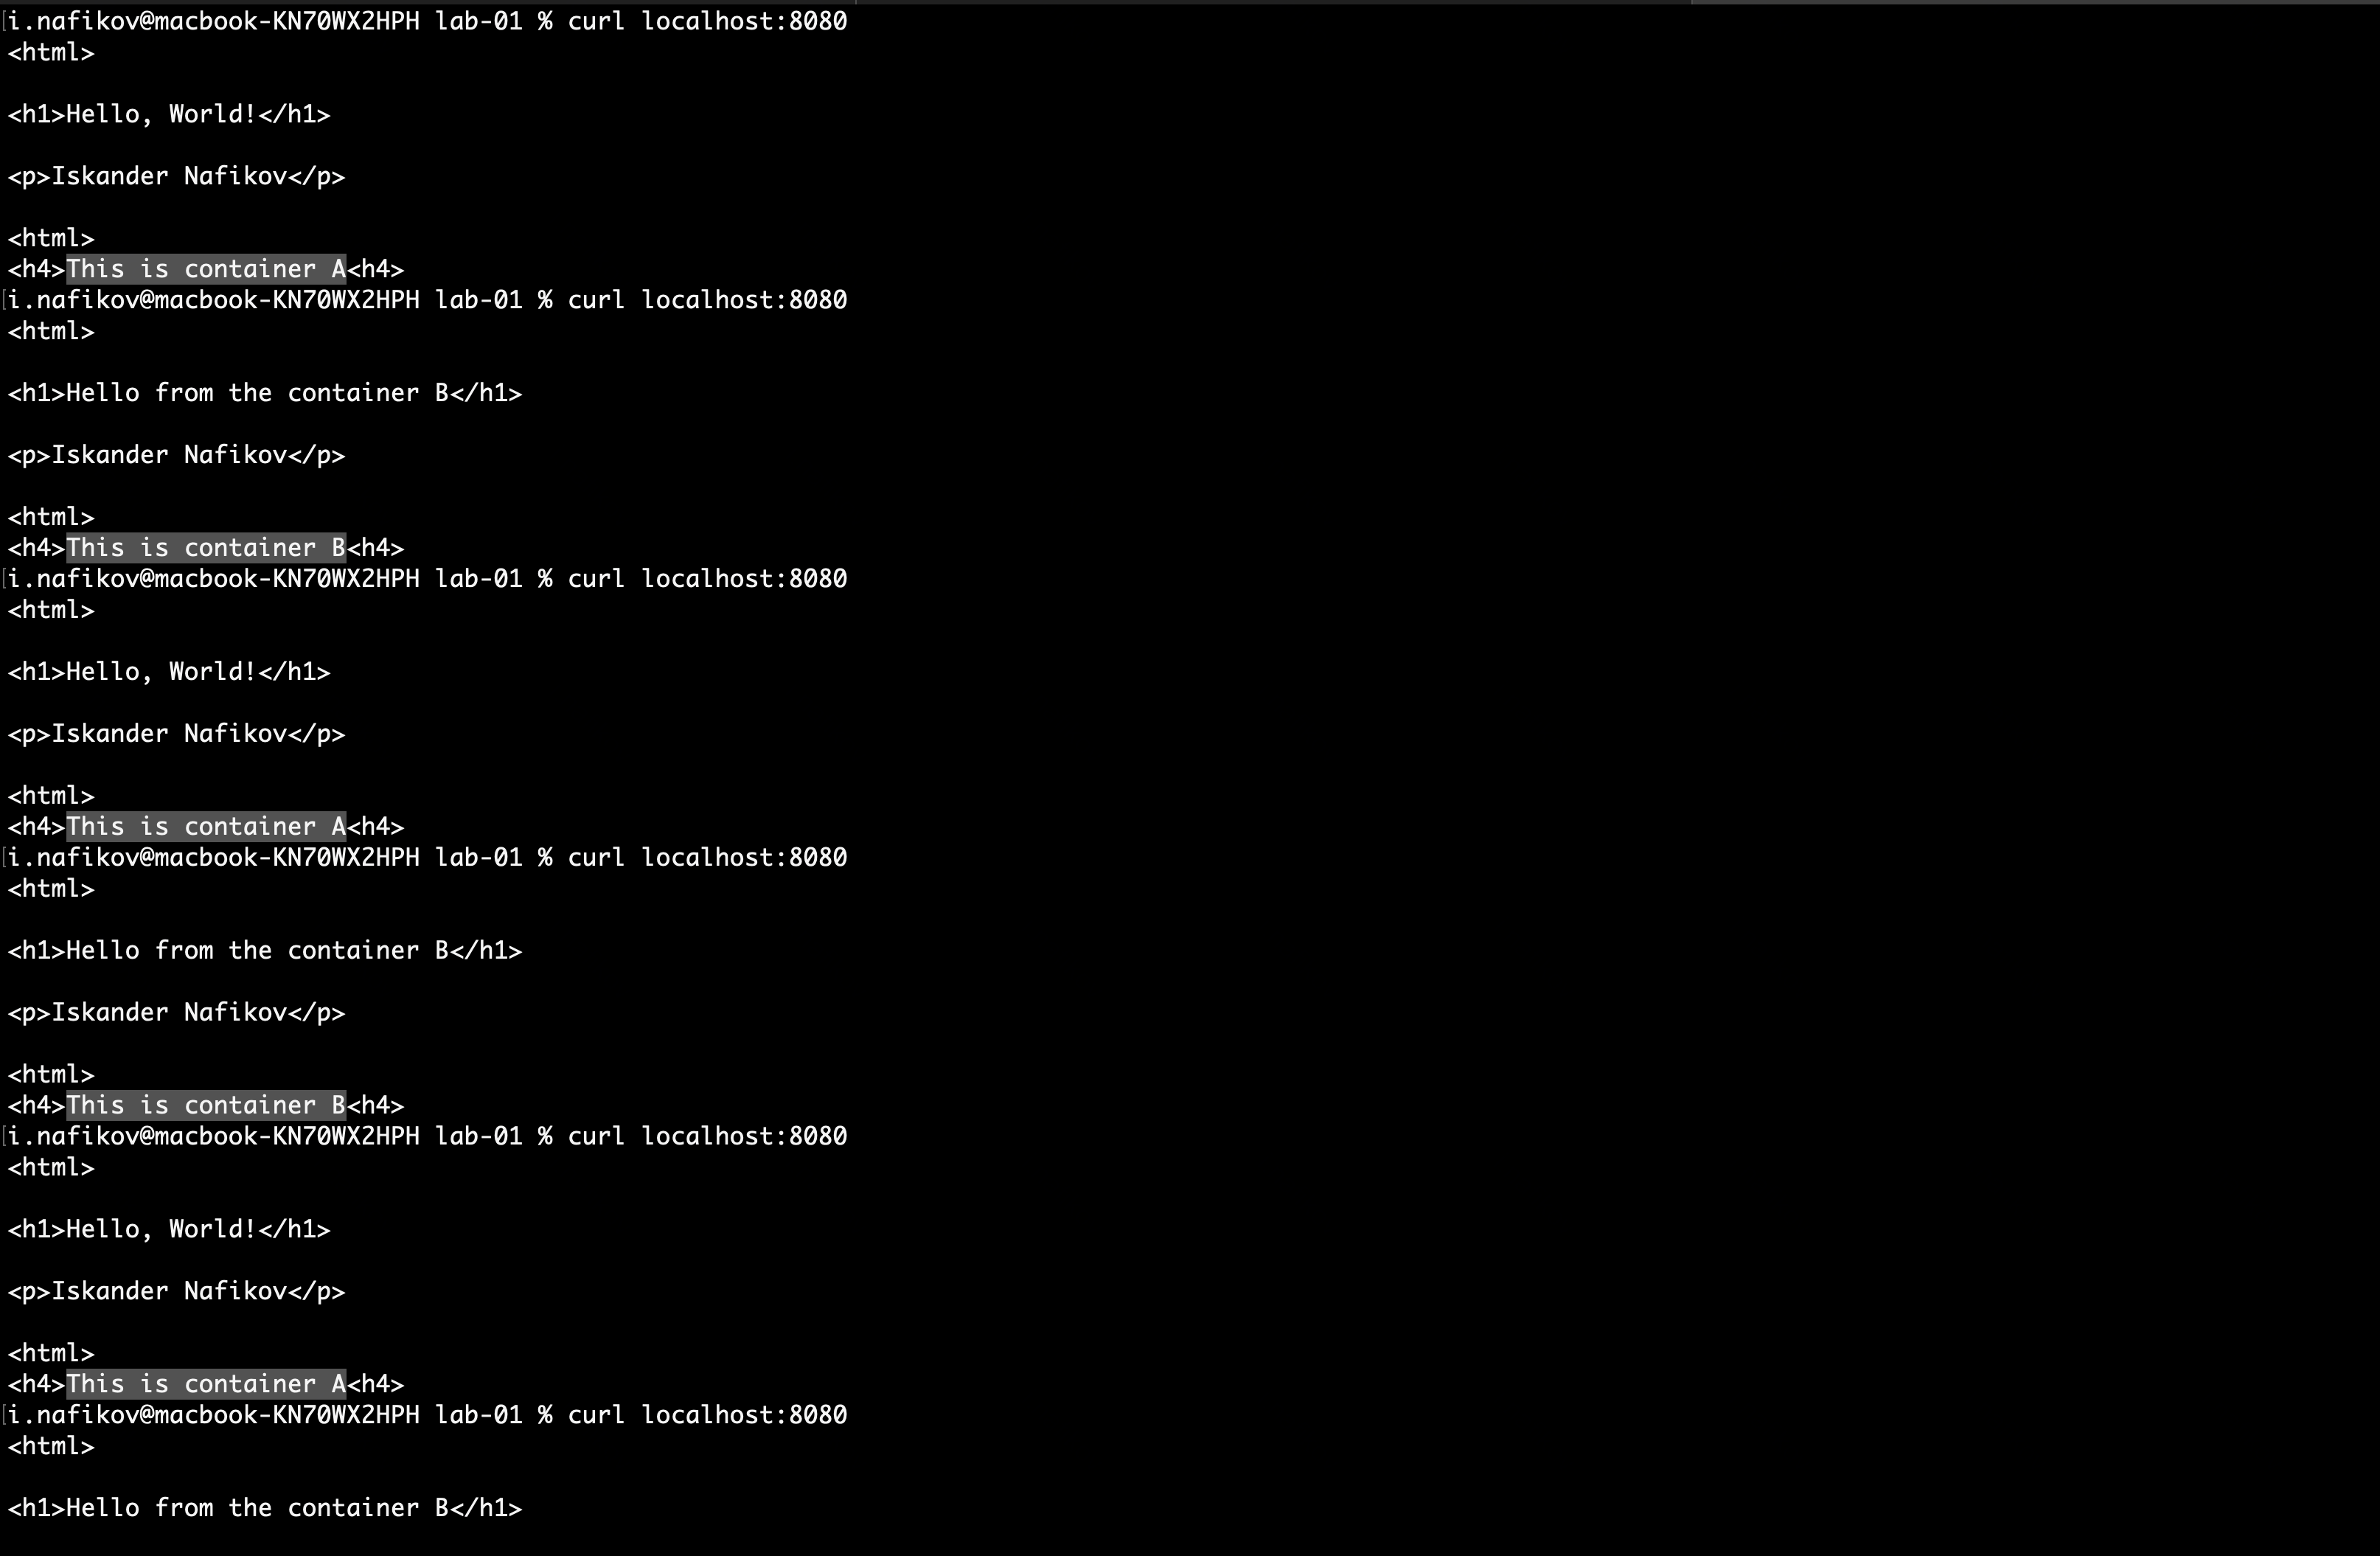 i.nafikov@macbook-KN70WX2HPH lab-01 % curl localhost:8080
<html>
<h1>Hello, World!</h1>
<p>Iskander Nafikov</p>
<html>
<h4>This is container A<h4>
i.nafikov@macbook-KN70WX2HPH lab-01 % curl localhost:8080
<html>
<h1>Hello from the container B</h1>
<p>Iskander Nafikov</p>
<html>
<h4>This is container B<h4>
i.nafikov@macbook-KN70WX2HPH lab-01 % curl localhost:8080
<html>
<h1>Hello, World!</h1>
<p>Iskander Nafikov</p>
<html>
<h4>This is container A<h4>
i.nafikov@macbook-KN70WX2HPH lab-01 % curl localhost:8080
<html>
<h1>Hello from the container B</h1>
<p>Iskander Nafikov</p>
<html>
<h4>This is container B<h4>
i.nafikov@macbook-KN70WX2HPH lab-01 % curl localhost:8080
<html>
<h1>Hello, World!</h1>
<p>Iskander Nafikov</p>
<html>
<h4>This is container A<h4>
i.nafikov@macbook-KN70WX2HPH lab-01 % curl localhost:8080
<html>
<h1>Hello from the container B</h1>